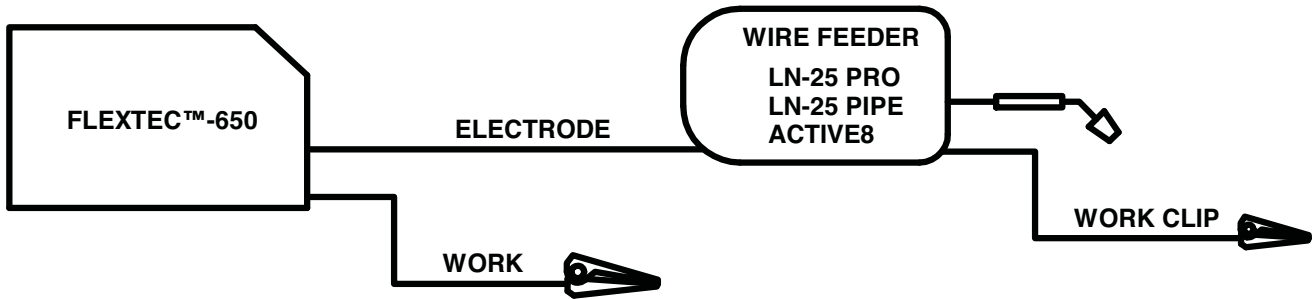 WIRE FEEDER
LN-25 PRO
LN-25 PIPE
ACTIVE8
FLEXTEC™-650
ELECTRODE
WORK CLIP
WORK